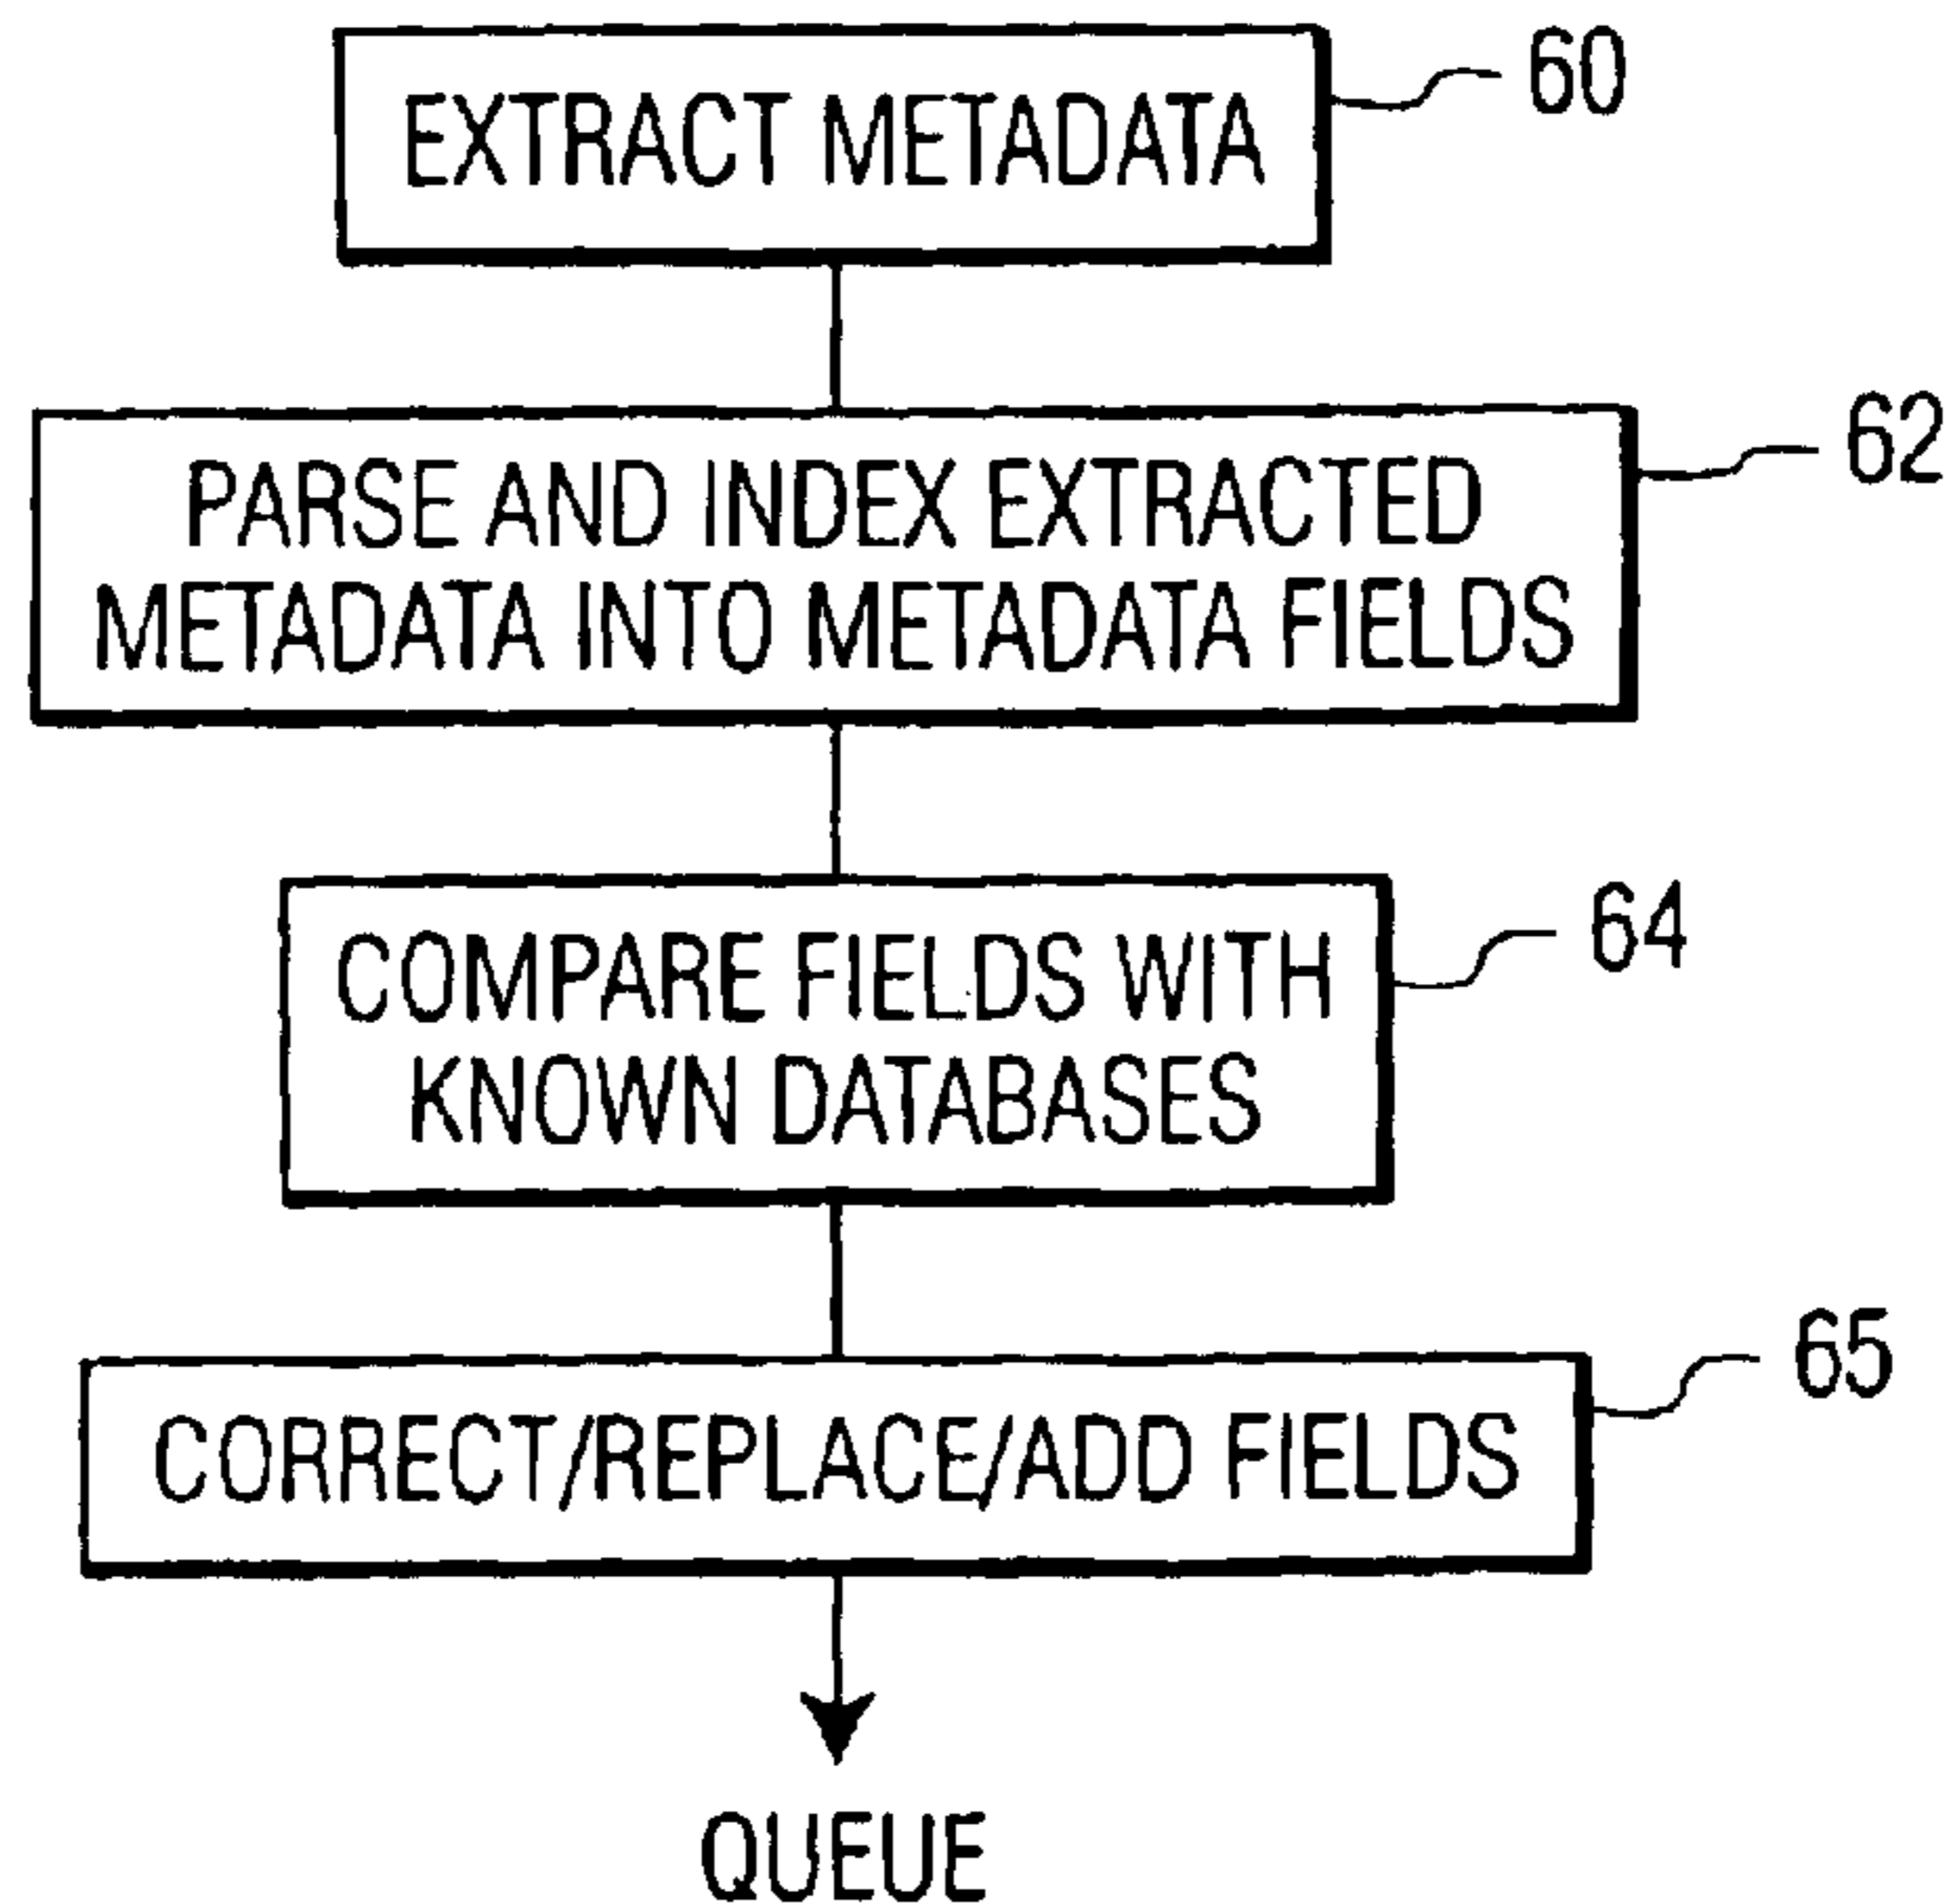 EXTRACT METADATA
60
PARSE AND INDEX EXTRACTED
METADATA INTO METADATA FIELDS
62
COMPARE FIELDS WITH
KNOWN DATABASES
64
CORRECT/REPLACE/ADD FIELDS
65
QUEUE